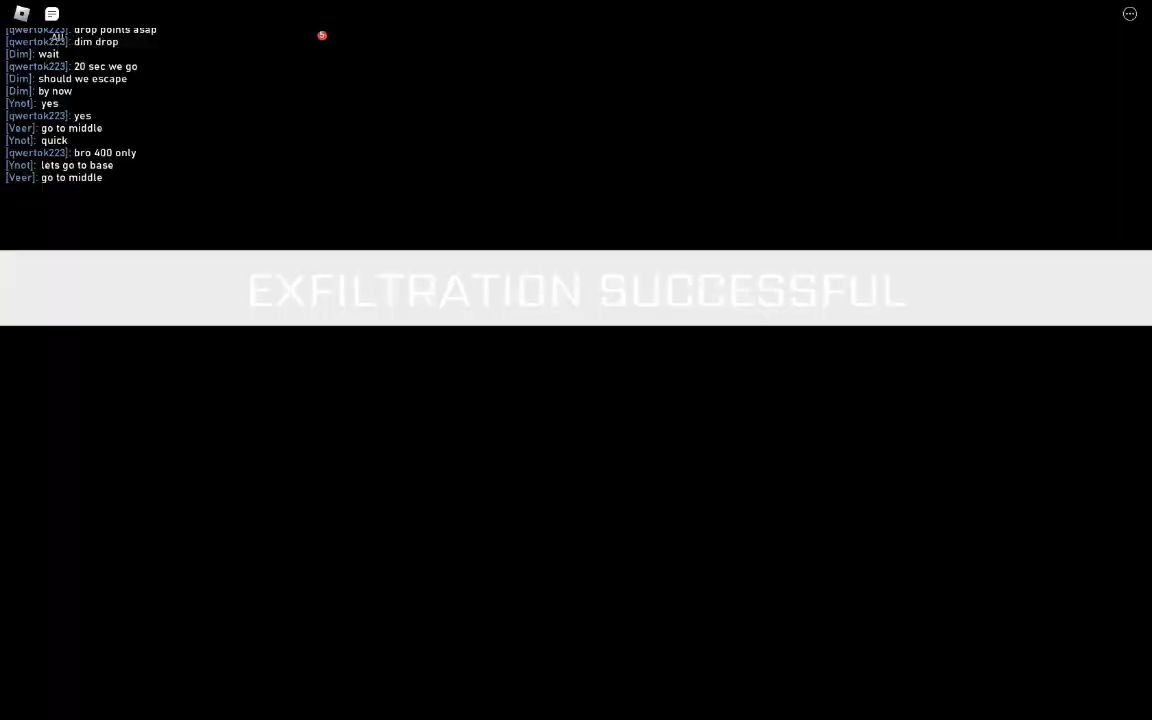 [qwertok223]: drop points asap
All
5
[qwertok223]: dim drop
[Dim]: wait
[qwertok223]: 20 sec we go
[Dim]: should we escape
[Dim]: by now
[Ynot]: yes
[qwertok223]: yes
[Veer]: go to middle
[Ynot]: quick
[qwertok223]: bro 400 only
[Ynot]: lets go to base
[Veer]: go to middle
EXFILTRATION SUCCESSFUL